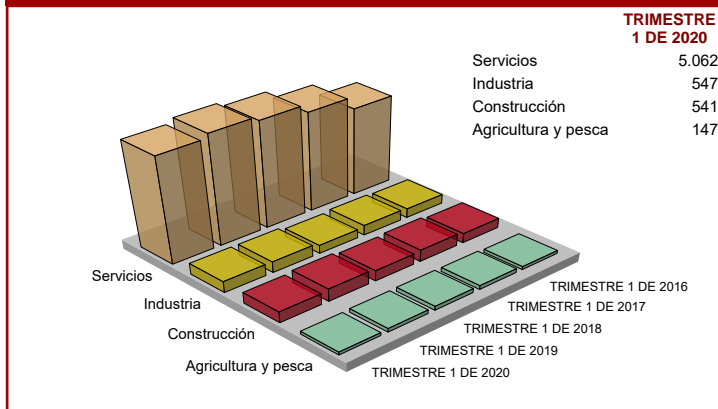 TRIMESTRE
1 DE 2020
Servicios 5.062
Industria 547
Construcción 541
Agricultura y pesca 147
Servicios
Industria
Construcción
Agricultura y pesca
TRIMESTRE 1 DE 2016
TRIMESTRE 1 DE 2017
TRIMESTRE 1 DE 2018
TRIMESTRE 1 DE 2019
TRIMESTRE 1 DE 2020